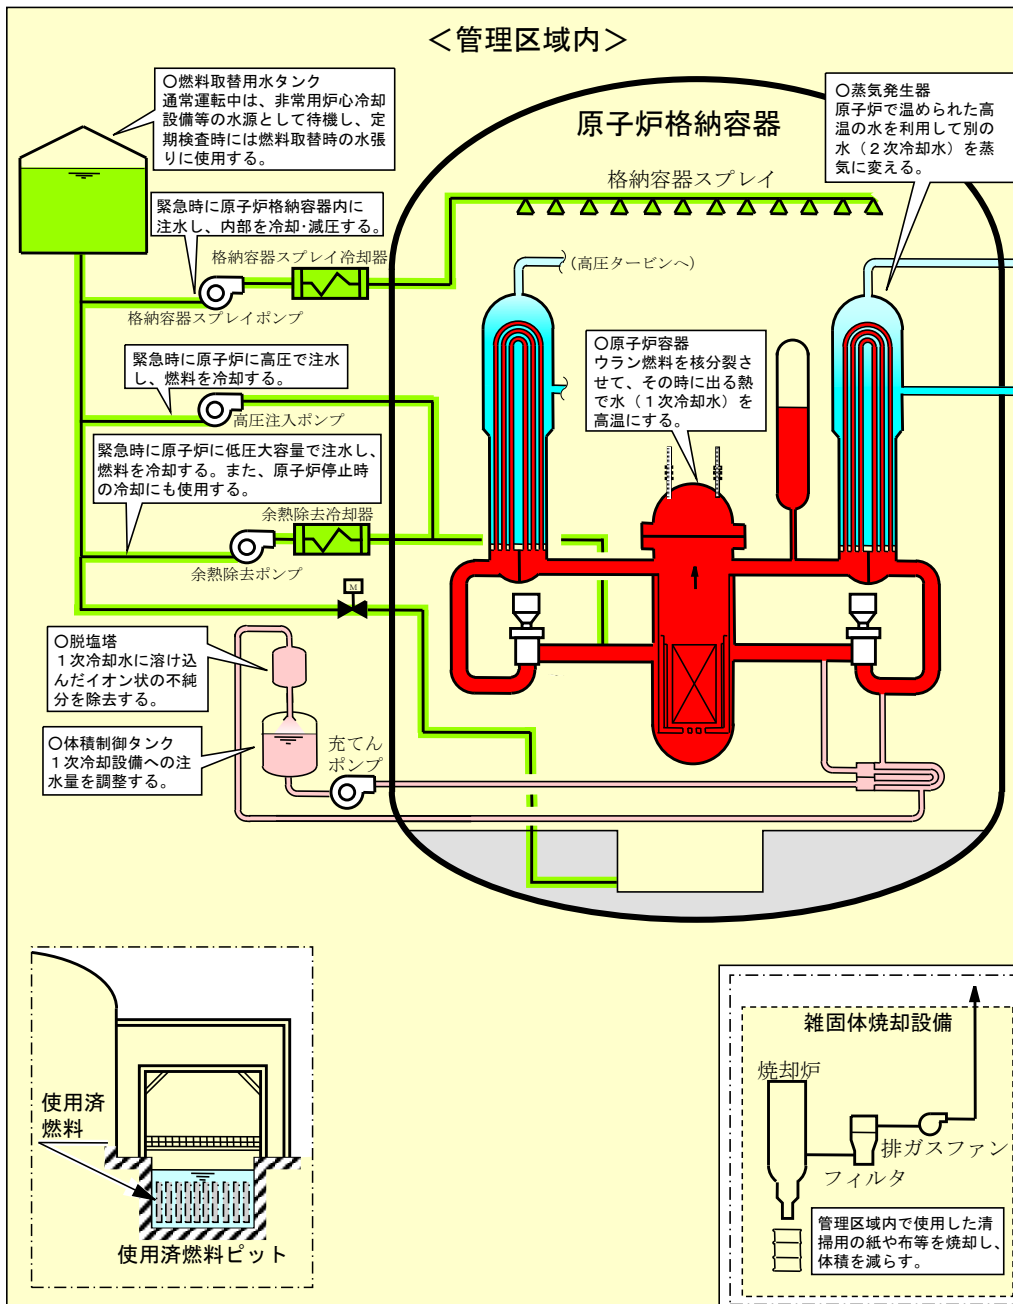 ＜管理区域内＞
○燃料取替用水タンク
通常運転中は、非常用炉心冷却
設備等の水源として待機し、定
期検査時には燃料取替時の水張
りに使用する。
○蒸気発生器
原子炉で温められた高
温の水を利用して別の
水（２次冷却水）を蒸
気に変える。
原子炉格納容器
格納容器スプレイ
緊急時に原子炉格納容器内に
注水し、内部を冷却･減圧する。
格納容器スプレイ冷却器
(高圧タービンへ)
格納容器スプレイポンプ
○原子炉容器
ウラン燃料を核分裂さ
せて、その時に出る熱
で水（１次冷却水）を
高温にする。
緊急時に原子炉に高圧で注水
し、燃料を冷却する。
高圧注入ポンプ
緊急時に原子炉に低圧大容量で注水し、
燃料を冷却する。また、原子炉停止時
の冷却にも使用する。
余熱除去冷却器
余熱除去ポンプ
M
○脱塩塔
１次冷却水に溶け込
んだイオン状の不純
分を除去する。
○体積制御タンク
１次冷却設備への注
水量を調整する。
充てん
ポンプ
使用済
燃料
使用済燃料ピット
雑固体焼却設備
焼却炉
排ガスファン
フィルタ
管理区域内で使用した清
掃用の紙や布等を焼却し、
体積を減らす。